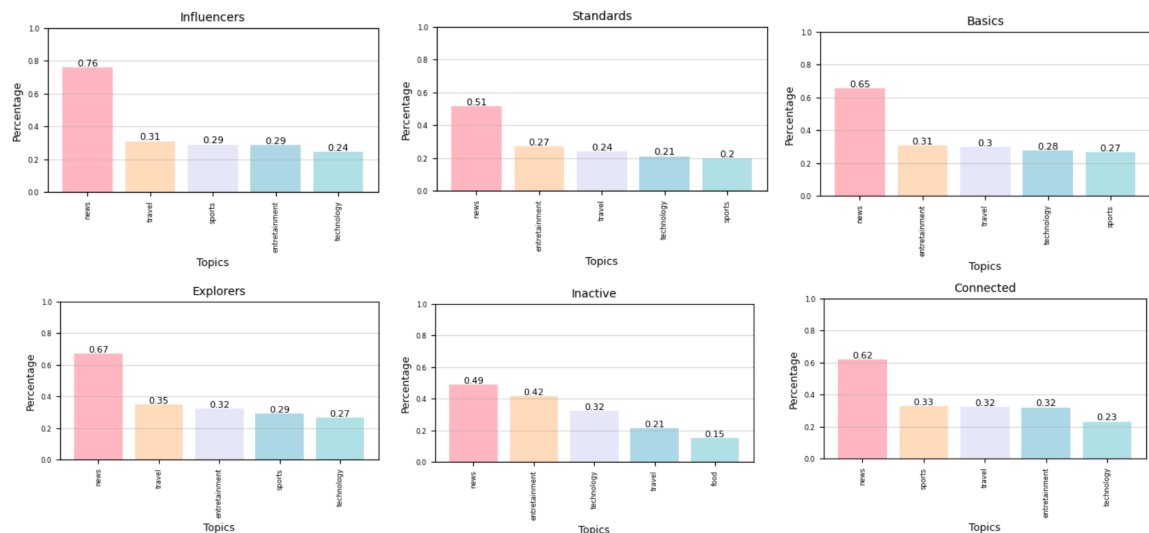 Influencers
Percentage
1.0
0.8
0.6
0.4
0.2
0.0
0.76
0.31
0.29
0.29
0.24
news
travel
sports
entretainment
technology
Topics
Standards
Percentage
1.0
0.8
0.6
0.4
0.2
0.0
0.51
0.27
0.24
0.21
0.2
news
entretainment
travel
technology
sports
Topics
Basics
Percentage
1.0
0.8
0.6
0.4
0.2
0.0
0.65
0.31
0.3
0.28
0.27
news
entretainment
travel
technology
sports
Topics
Explorers
Percentage
1.0
0.8
0.6
0.4
0.2
0.0
0.67
0.35
0.32
0.29
0.27
news
travel
entretainment
sports
technology
Topics
Inactive
Percentage
1.0
0.8
0.6
0.4
0.2
0.0
0.49
0.42
0.32
0.21
0.15
news
entretainment
technology
travel
food
Topics
Connected
Percentage
1.0
0.8
0.6
0.4
0.2
0.0
0.62
0.33
0.32
0.32
0.23
news
sports
travel
entretainment
technology
Topics